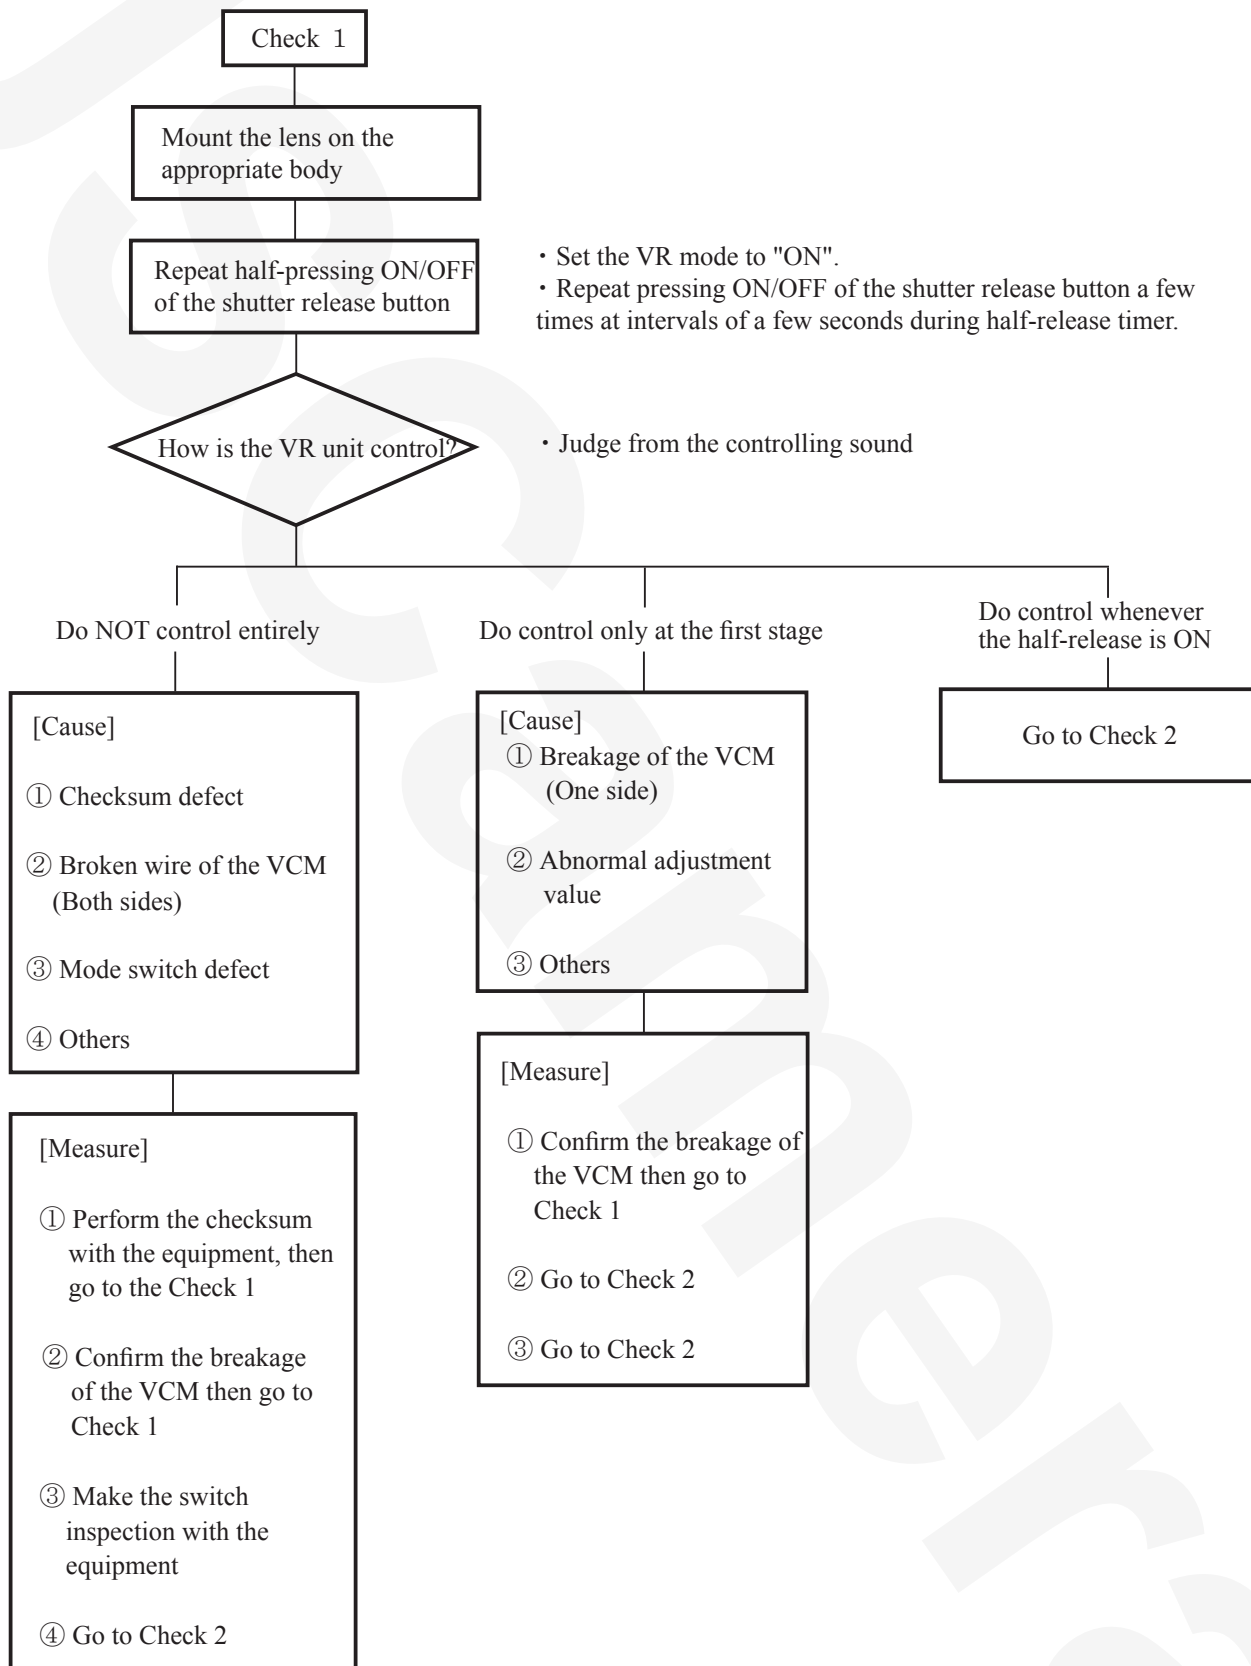 Check 1
Mount the lens on the
appropriate body
Repeat half-pressing ON/OFF
of the shutter release button
・Set the VR mode to "ON".
・Repeat pressing ON/OFF of the shutter release button a few
times at intervals of a few seconds during half-release timer.
How is the VR unit control?
・Judge from the controlling sound
Do NOT control entirely
[Cause]
① Checksum defect
② Broken wire of the VCM
(Both sides)
③ Mode switch defect
④ Others
[Measure]
① Perform the checksum
with the equipment, then
go to the Check 1
② Confirm the breakage
of the VCM then go to
Check 1
③ Make the switch
inspection with the
equipment
④ Go to Check 2
Do control only at the first stage
[Cause]
① Breakage of the VCM
(One side)
② Abnormal adjustment
value
③ Others
[Measure]
① Confirm the breakage of
the VCM then go to
Check 1
② Go to Check 2
③ Go to Check 2
Do control whenever
the half-release is ON
Go to Check 2